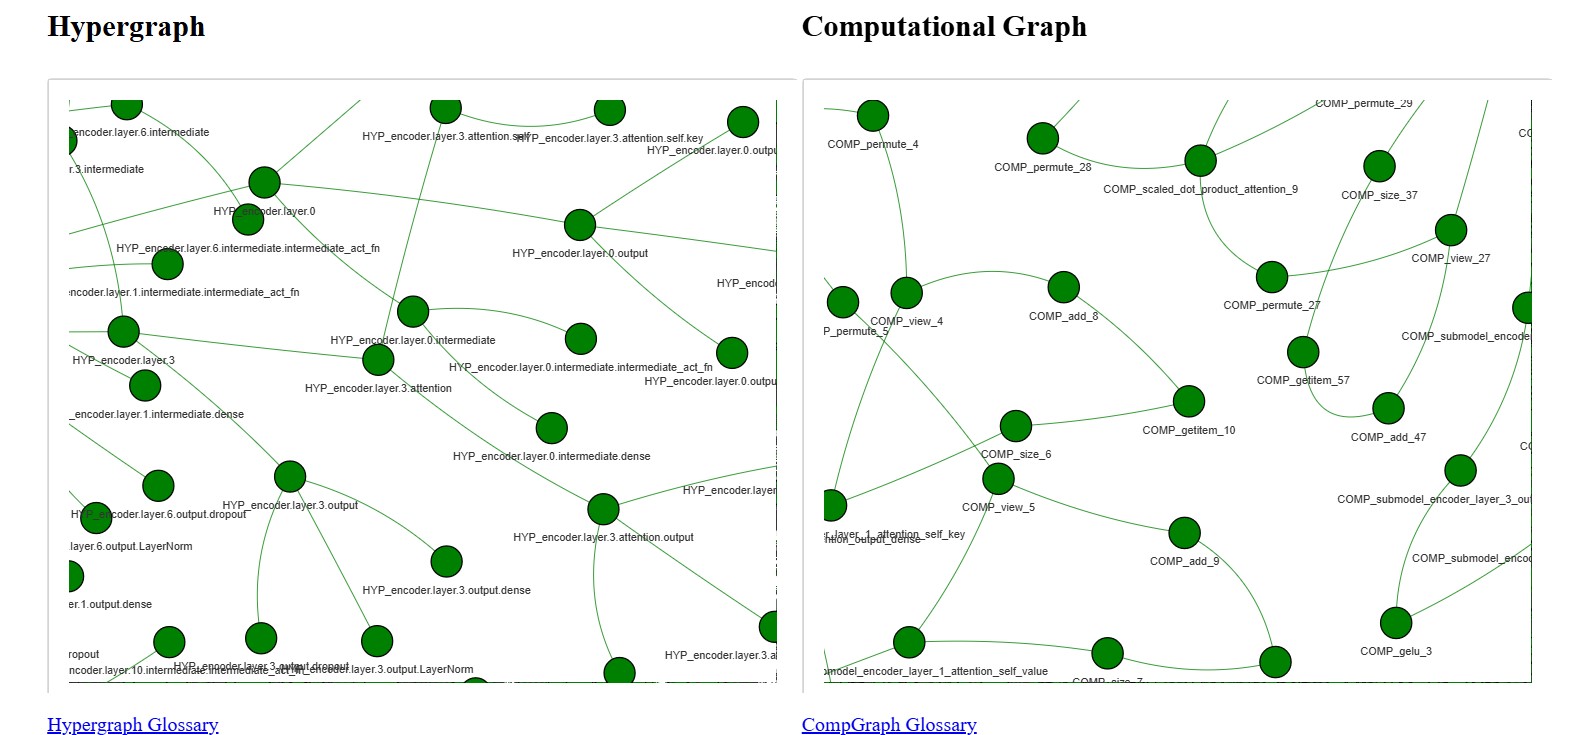 Hypergraph
Computational Graph
encoder.layer.6.intermediate
HYP_encoder.layer.3.attention.self
HYP_encoder.layer.3.attention.self.key
HYP_encoder.layer.0.outpu
r.3.intermediate
HYP_encoder.layer.0
HYP_encoder.layer.6.intermediate.intermediate_act_fn
HYP_encoder.layer.0.output
HYP_encode
encoder.layer.1.intermediate.intermediate_act_fn
HYP_encoder.layer.0.intermediate
HYP_encoder.layer.3
HYP_encoder.layer.0.intermediate.intermediate_act_fn
HYP_encoder.layer.3.attention
HYP_encoder.layer.0.outpu
_encoder.layer.1.intermediate.dense
HYP_encoder.layer.0.intermediate.dense
HYP_encoder.layer
HYP_encoder.layer.3.output
HYP_encoder.layer.6.output.dropout
HYP_encoder.layer.3.attention.output
.layer.6.output.LayerNorm
HYP_encoder.layer.3.output.dense
er.1.output.dense
ropout
HYP_encoder.layer.3.a
HYP_encoder.layer.3.output.dropout
ncoder.layer.10.intermediate.intermediate_act_fn
HYP_encoder.layer.3.output.LayerNorm
COMP_permute_29
COMP_permute_4
COMP_permute_28
CO
COMP_scaled_dot_product_attention_9
COMP_size_37
COMP_view_27
COMP_permute_27
COMP_add_8
COMP_view_4
P_permute_5
COMP_submodel_encode
COMP_getitem_57
COMP_getitem_10
COMP_add_47
CO
COMP_size_6
COMP_submodel_encoder_layer_3_out
COMP_view_5
r_layer_1_attention_self_key
ntion_output_dense
COMP_add_9
COMP_submodel_encod
COMP_gelu_3
model_encoder_layer_1_attention_self_value
COMP_size_7
Hypergraph Glossary
CompGraph Glossary